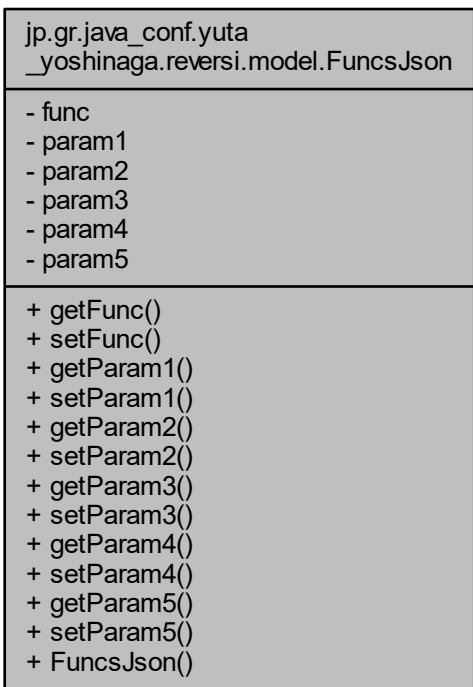 jp.gr.java_conf.yuta
_yoshinaga.reversi.model.FuncsJson
- func
- param1
- param2
- param3
- param4
- param5
+ getFunc()
+ setFunc()
+ getParam1()
+ setParam1()
+ getParam2()
+ setParam2()
+ getParam3()
+ setParam3()
+ getParam4()
+ setParam4()
+ getParam5()
+ setParam5()
+ FuncsJson()